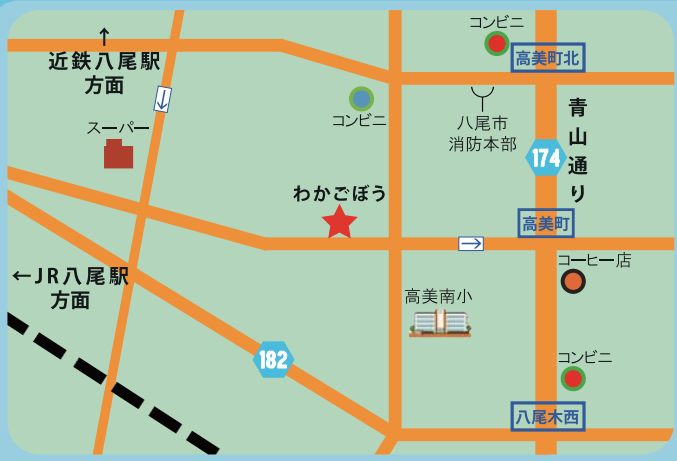 コンビニ
↑
近鉄八尾駅
方面
高美町北
コンビニ
八尾市
消防本部
青山通り
スーパー
174
わかごぼう
高美町
→
↓
コーヒー店
←JR八尾駅
方面
高美南小
182
コンビニ
八尾木西